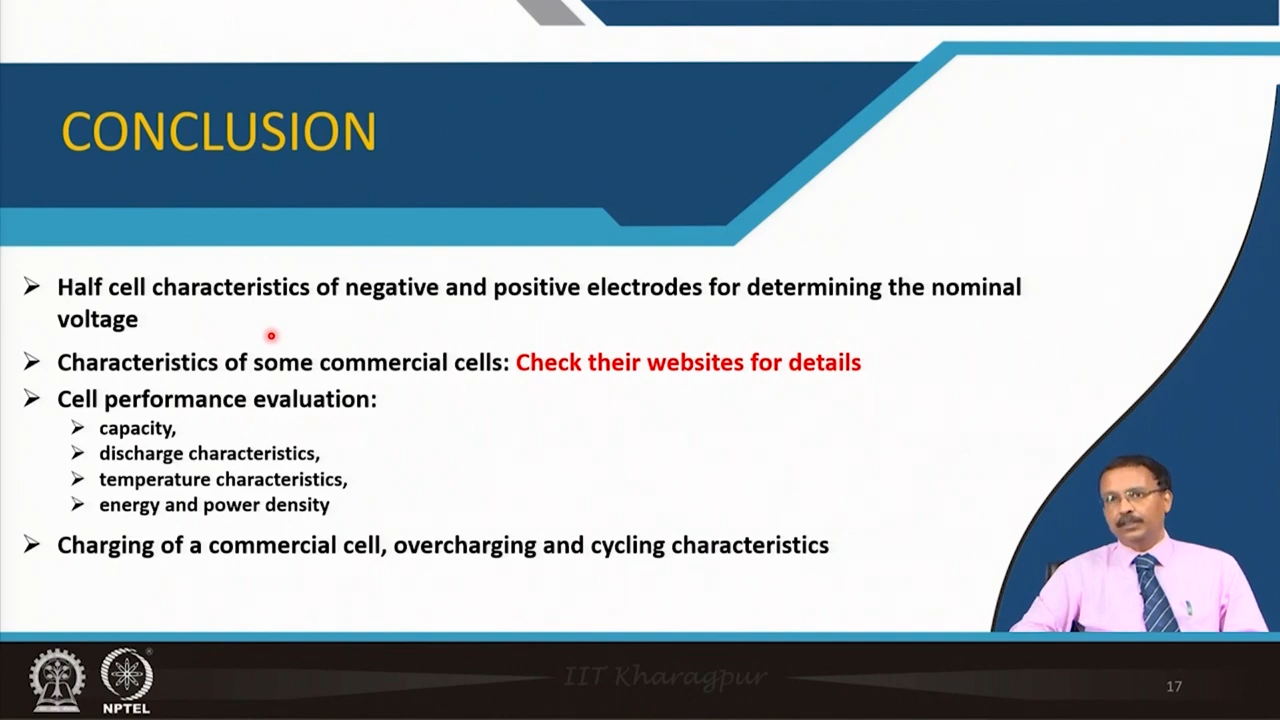 CONCLUSION
Half cell characteristics of negative and positive electrodes for determining the nominal
voltage
Characteristics of some commercial cells: Check their websites for details
Cell performance evaluation:
capacity,
discharge characteristics,
temperature characteristics,
energy and power density
Charging of a commercial cell, overcharging and cycling characteristics
IIT Kharagpur
17
NPTEL